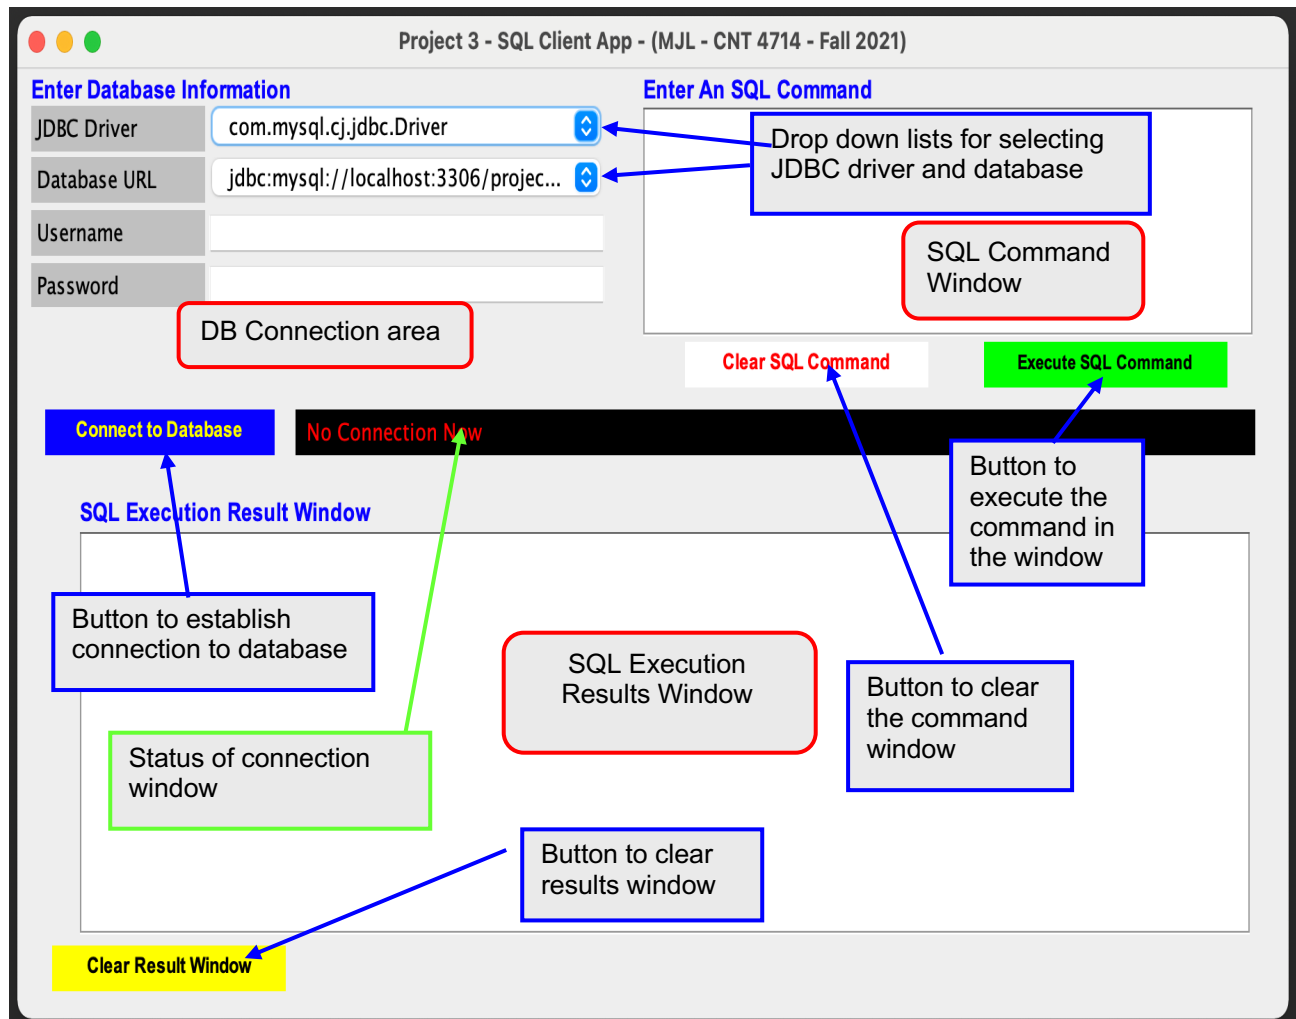 Project 3 - SQL Client App - (MJL - CNT 4714 - Fall 2021)
Enter Database Information
Enter An SQL Command
JDBC Driver
com.mysql.cj.jdbc.Driver
Database URL
jdbc:mysql://localhost:3306/projec...
Username
Password
Drop down lists for selecting
JDBC driver and database
SQL Command
Window
DB Connection area
Clear SQL Command
Execute SQL Command
Connect to Database
No Connection Now
Button to
execute the
command in
the window
SQL Execution Result Window
Button to establish
connection to database
SQL Execution
Results Window
Button to clear
the command
window
Status of connection
window
Button to clear
results window
Clear Result Window